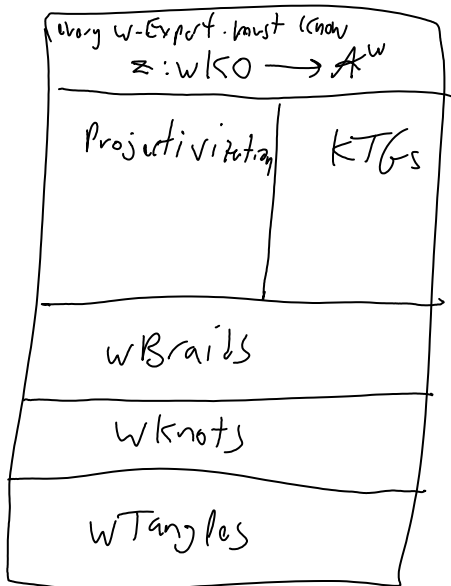 every w-Expert must know
Z : wKO → A^w
Projectivization
KTGs
wBraids
wKnots
wTangles